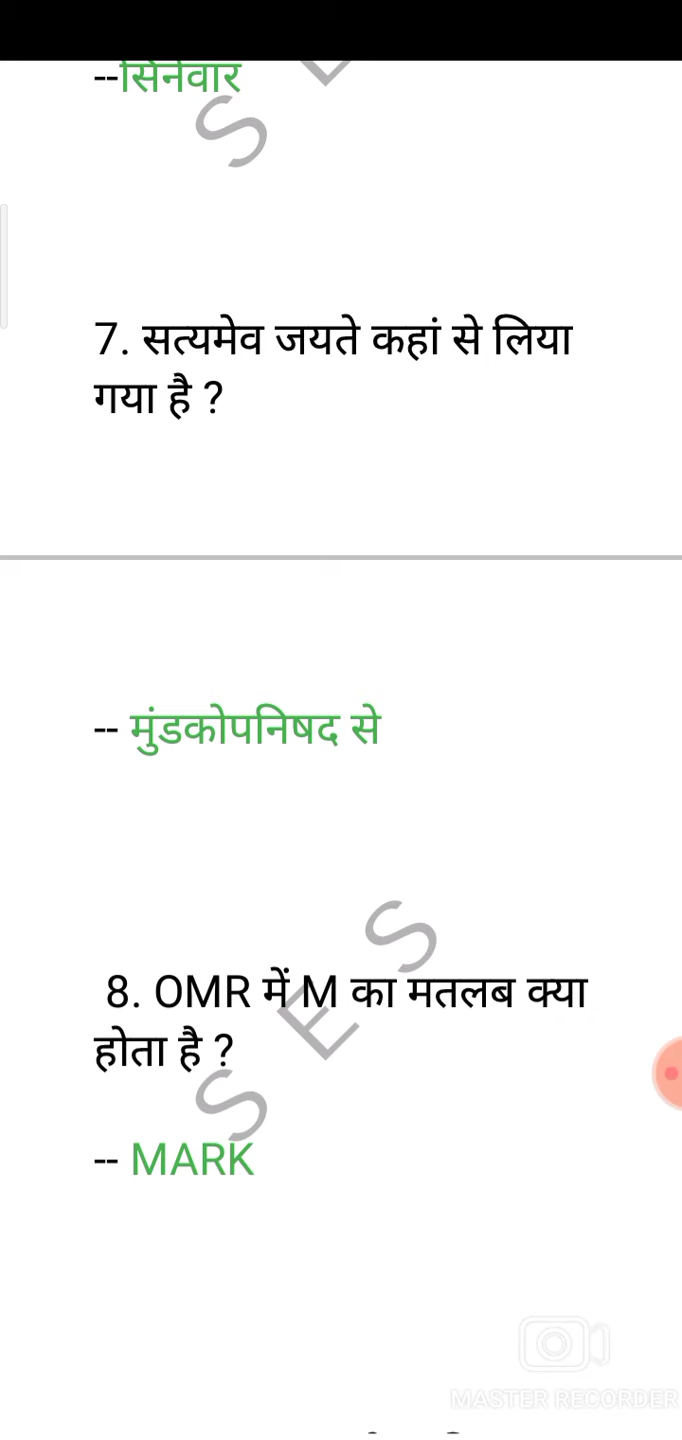 --सिनेवार
7. सत्यमेव जयते कहां से लिया
गया है ?
-- मुंडकोपनिषद से
8. OMR में M का मतलब क्या
होता है ?
-- MARK
S E S
MASTER RECORDER